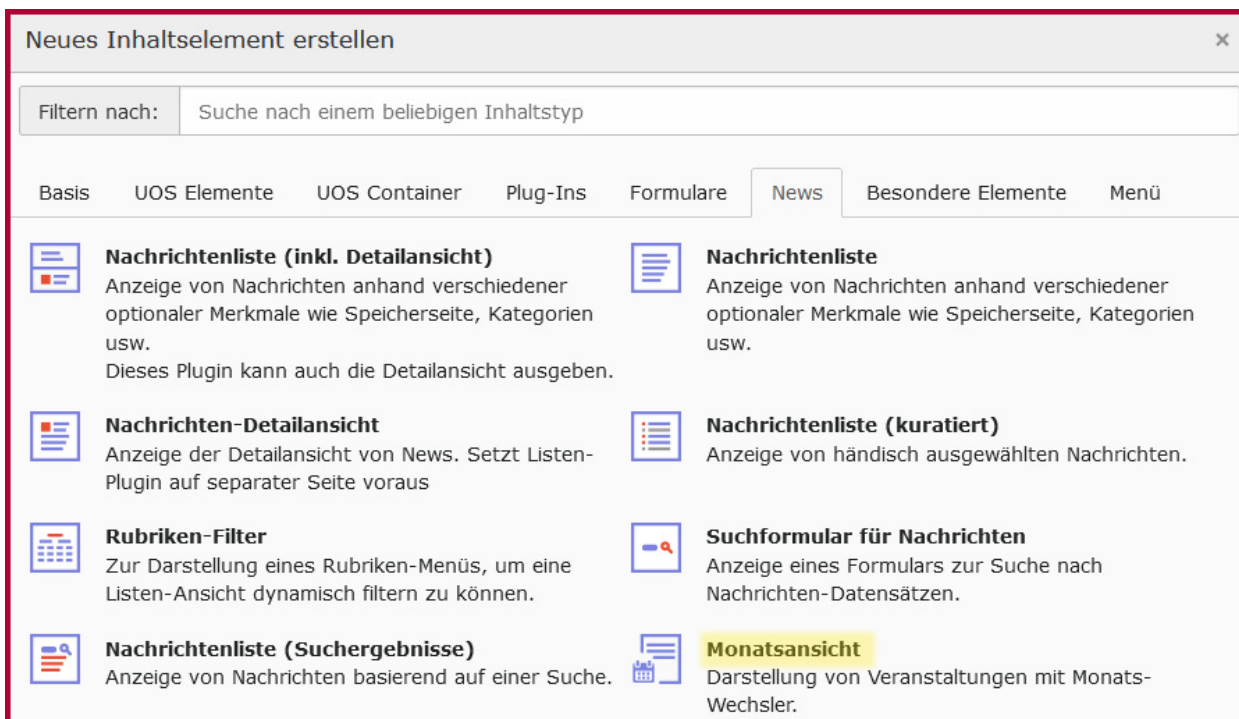 Neues Inhaltselement erstellen
×
Filtern nach: Suche nach einem beliebigen Inhaltstyp
Basis UOS Elemente UOS Container Plug-Ins Formulare News Besondere Elemente Menü
Nachrichtenliste (inkl. Detailansicht)
Anzeige von Nachrichten anhand verschiedener
optionaler Merkmale wie Speicherseite, Kategorien
usw.
Dieses Plugin kann auch die Detailansicht ausgeben.
Nachrichtenliste
Anzeige von Nachrichten anhand verschiedener
optionaler Merkmale wie Speicherseite, Kategorien
usw.
Nachrichten-Detailansicht
Anzeige der Detailansicht von News. Setzt Listen-
Plugin auf separater Seite voraus
Nachrichtenliste (kuratiert)
Anzeige von händisch ausgewählten Nachrichten.
Rubriken-Filter
Zur Darstellung eines Rubriken-Menüs, um eine
Listen-Ansicht dynamisch filtern zu können.
Suchformular für Nachrichten
Anzeige eines Formulars zur Suche nach
Nachrichten-Datensätzen.
Nachrichtenliste (Suchergebnisse)
Anzeige von Nachrichten basierend auf einer Suche.
Monatsansicht
Darstellung von Veranstaltungen mit Monats-
Wechsler.